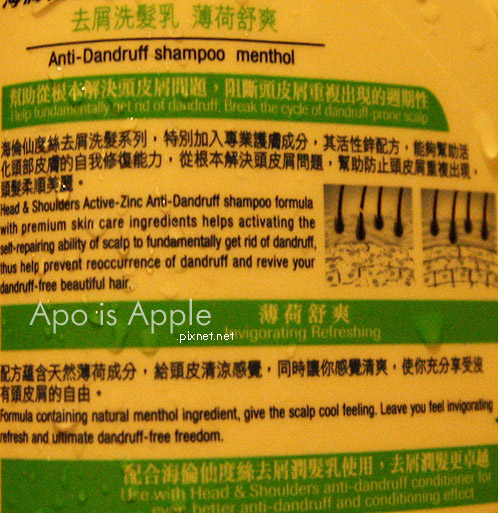 去屑洗髮乳 薄荷舒爽
Anti-Dandruff shampoo menthol
幫助從根本解決頭皮屑問題，阻斷頭皮屑重複出現的週期性
Help fundamentally get rid of dandruff, Break the cycle of dandruff-prone scalp
海倫仙度絲去屑洗髮系列，特別加入專業護膚成分，其活性鋅配方，能夠幫助活
化頭部皮膚的自我修復能力，從根本解決頭皮屑問題，幫助防止頭皮屑重複出現，
頭髮柔順美麗。
Head & Shoulders Active-Zinc Anti-Dandruff shampoo formula
with premium skin care ingredients helps activating the
self-repairing ability of scalp to fundamentally get rid of dandruff,
thus help prevent reoccurrence of dandruff and revive your
dandruff-free beautiful hair.
Apo is Apple
.pixnet.net
薄荷舒爽
Invigorating Refreshing
配方蘊含天然薄荷成分，給頭皮清涼感覺，同時讓你感覺清爽，使你充分享受沒
有頭皮屑的自由。
Formula containing natural menthol ingredient, give the scalp cool feeling. Leave you feel invigorating
refresh and ultimate dandruff-free freedom.
配合海倫仙度絲去屑潤髮乳使用，去屑潤髮更卓越
Use with Head & Shoulders anti-dandruff conditioner for
even better anti-dandruff and conditioning effect